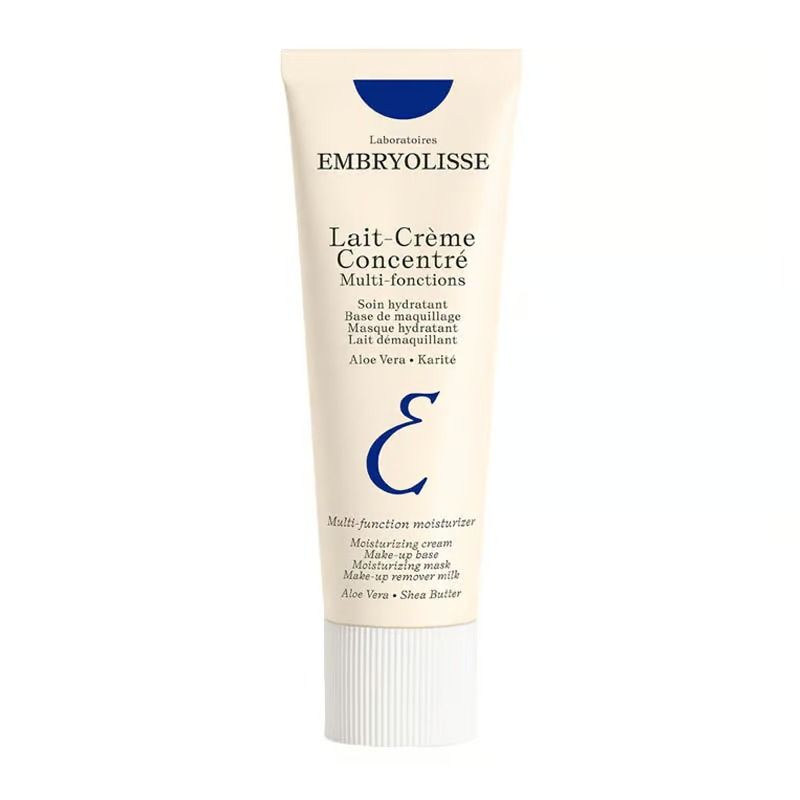 Laboratoires
EMBRYOLISSE
Lait-Crème
Concentré
Multi-fonctions
Soin hydratant
Base de maquillage
Masque hydratant
Lait démaquillant
Aloe Vera • Karité
E
Multi-function moisturizer
Moisturizing cream
Make-up base
Moisturizing mask
Make-up remover milk
Aloe Vera • Shea Butter